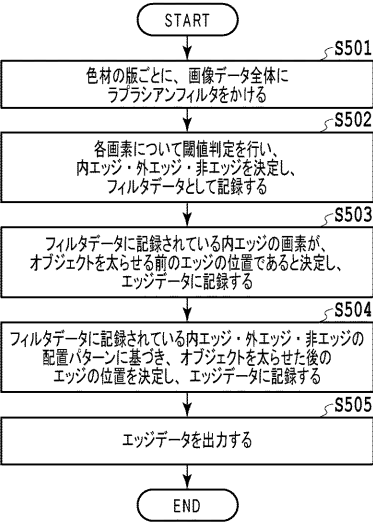 START
S501
色材の版ごとに、画像データ全体に
ラプラシアンフィルタをかける
S502
各画素について閾値判定を行い、
内エッジ・外エッジ・非エッジを決定し、
フィルタデータとして記録する
S503
フィルタデータに記録されている内エッジの画素が、
オブジェクトを太らせる前のエッジの位置であると決定し、
エッジデータに記録する
S504
フィルタデータに記録されている内エッジ・外エッジ・非エッジの
配置パターンに基づき、オブジェクトを太らせた後の
エッジの位置を決定し、エッジデータに記録する
S505
エッジデータを出力する
END